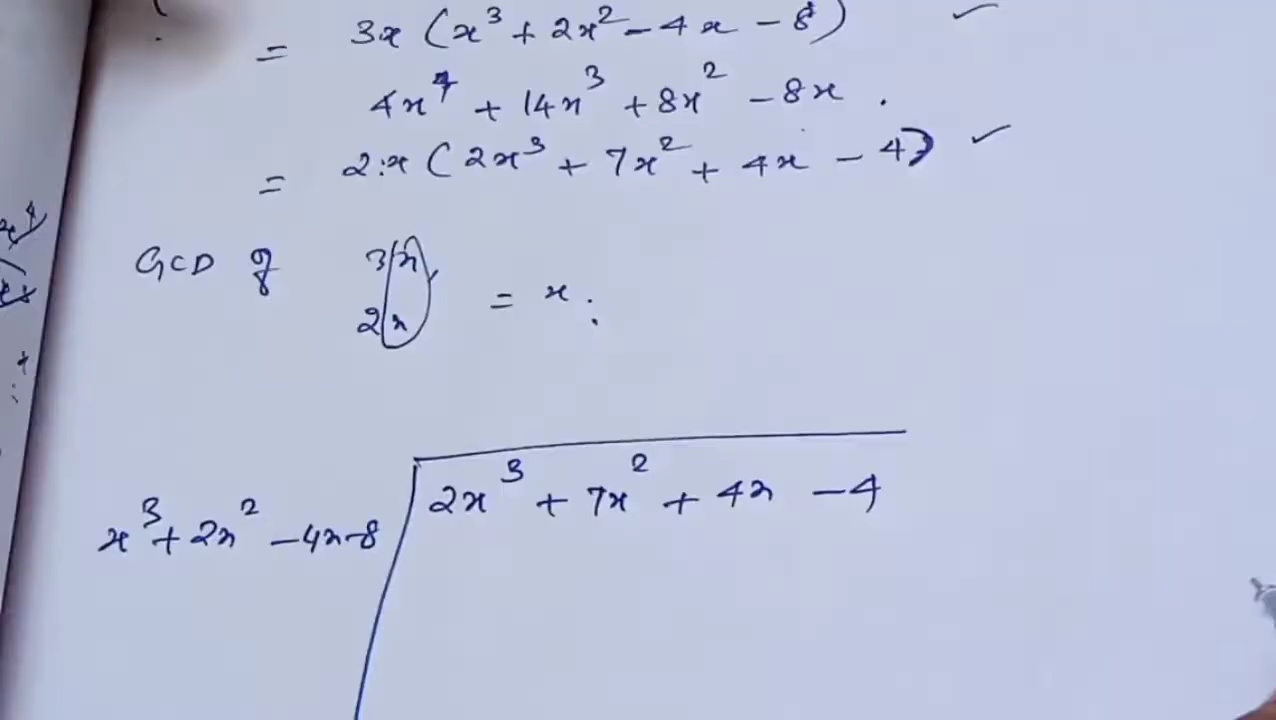 = 3x (x³ + 2x² - 4x - 8)
4x⁴ + 14x³ + 8x² - 8x .
= 2x (2x³ + 7x² + 4x - 4)
GCD of 3x
2x
= x .
x³ + 2x² - 4x - 8
2x³ + 7x² + 4x - 4